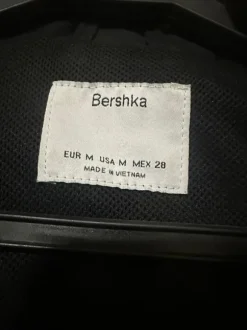 Bershka
EUR M USA M MEX 28
MADE IN VIETNAM